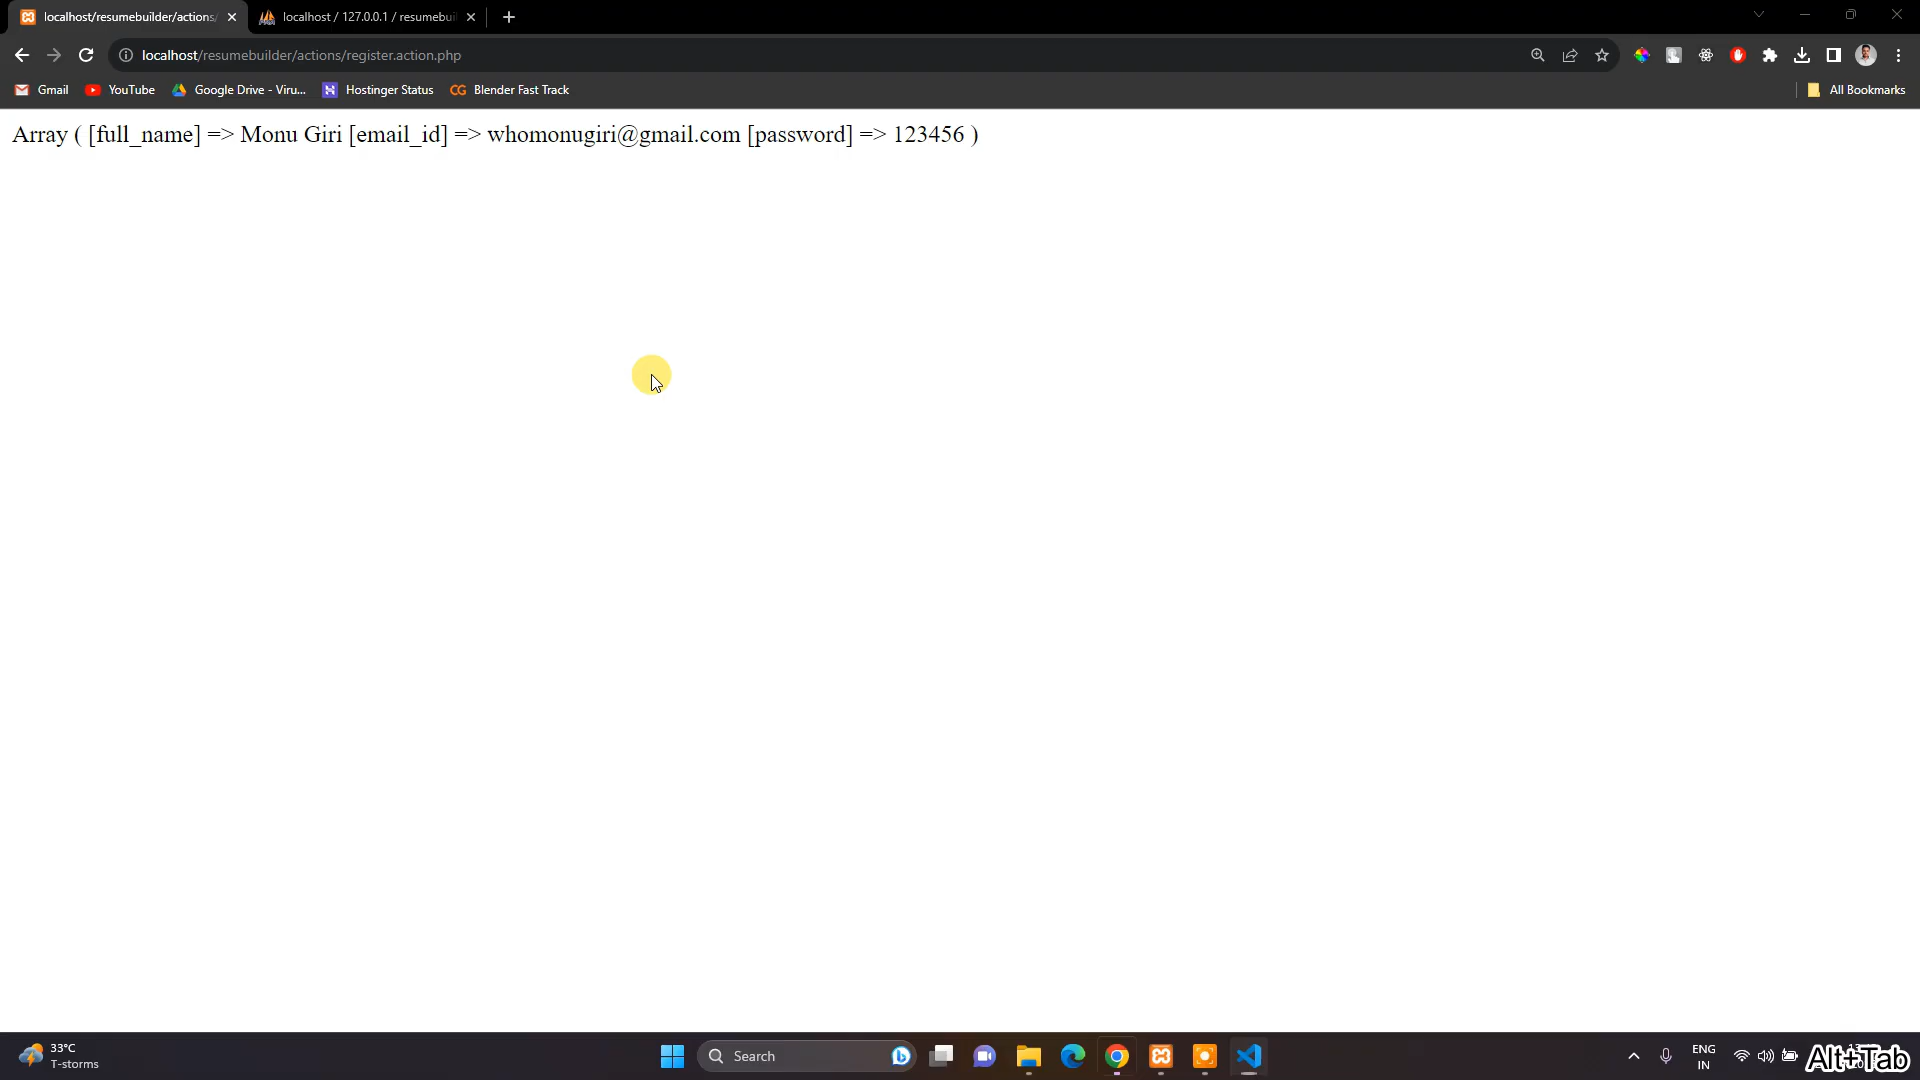 localhost/resumebuilder/actions/
localhost / 127.0.0.1 / resumebui
localhost/resumebuilder/actions/register.action.php
Gmail
YouTube
Google Drive - Viru...
Hostinger Status
CG Blender Fast Track
All Bookmarks
Array ( [full_name] => Monu Giri [email_id] => whomonugiri@gmail.com [password] => 123456 )
33°C
T-storms
Search
ENG
IN
Alt+Tab